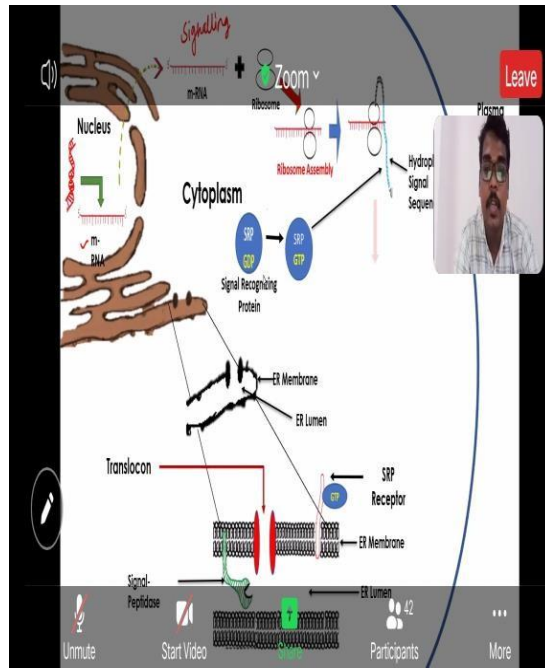 Signalling
Zoom
Leave
m-RNA
Ribosome
Plasma
Nucleus
Ribosome Assembly
Signal
Cytoplasm
SRP
GDP
SRP
GTP
m-
RNA
Signal Recognizing
Protein
ER Membrane
ER Lumen
Translocon
SRP
Receptor
GTP
ER Membrane
Signal-
Peptidase
ER Lumen
42
Unmute
Start Video
Share
Participants
More